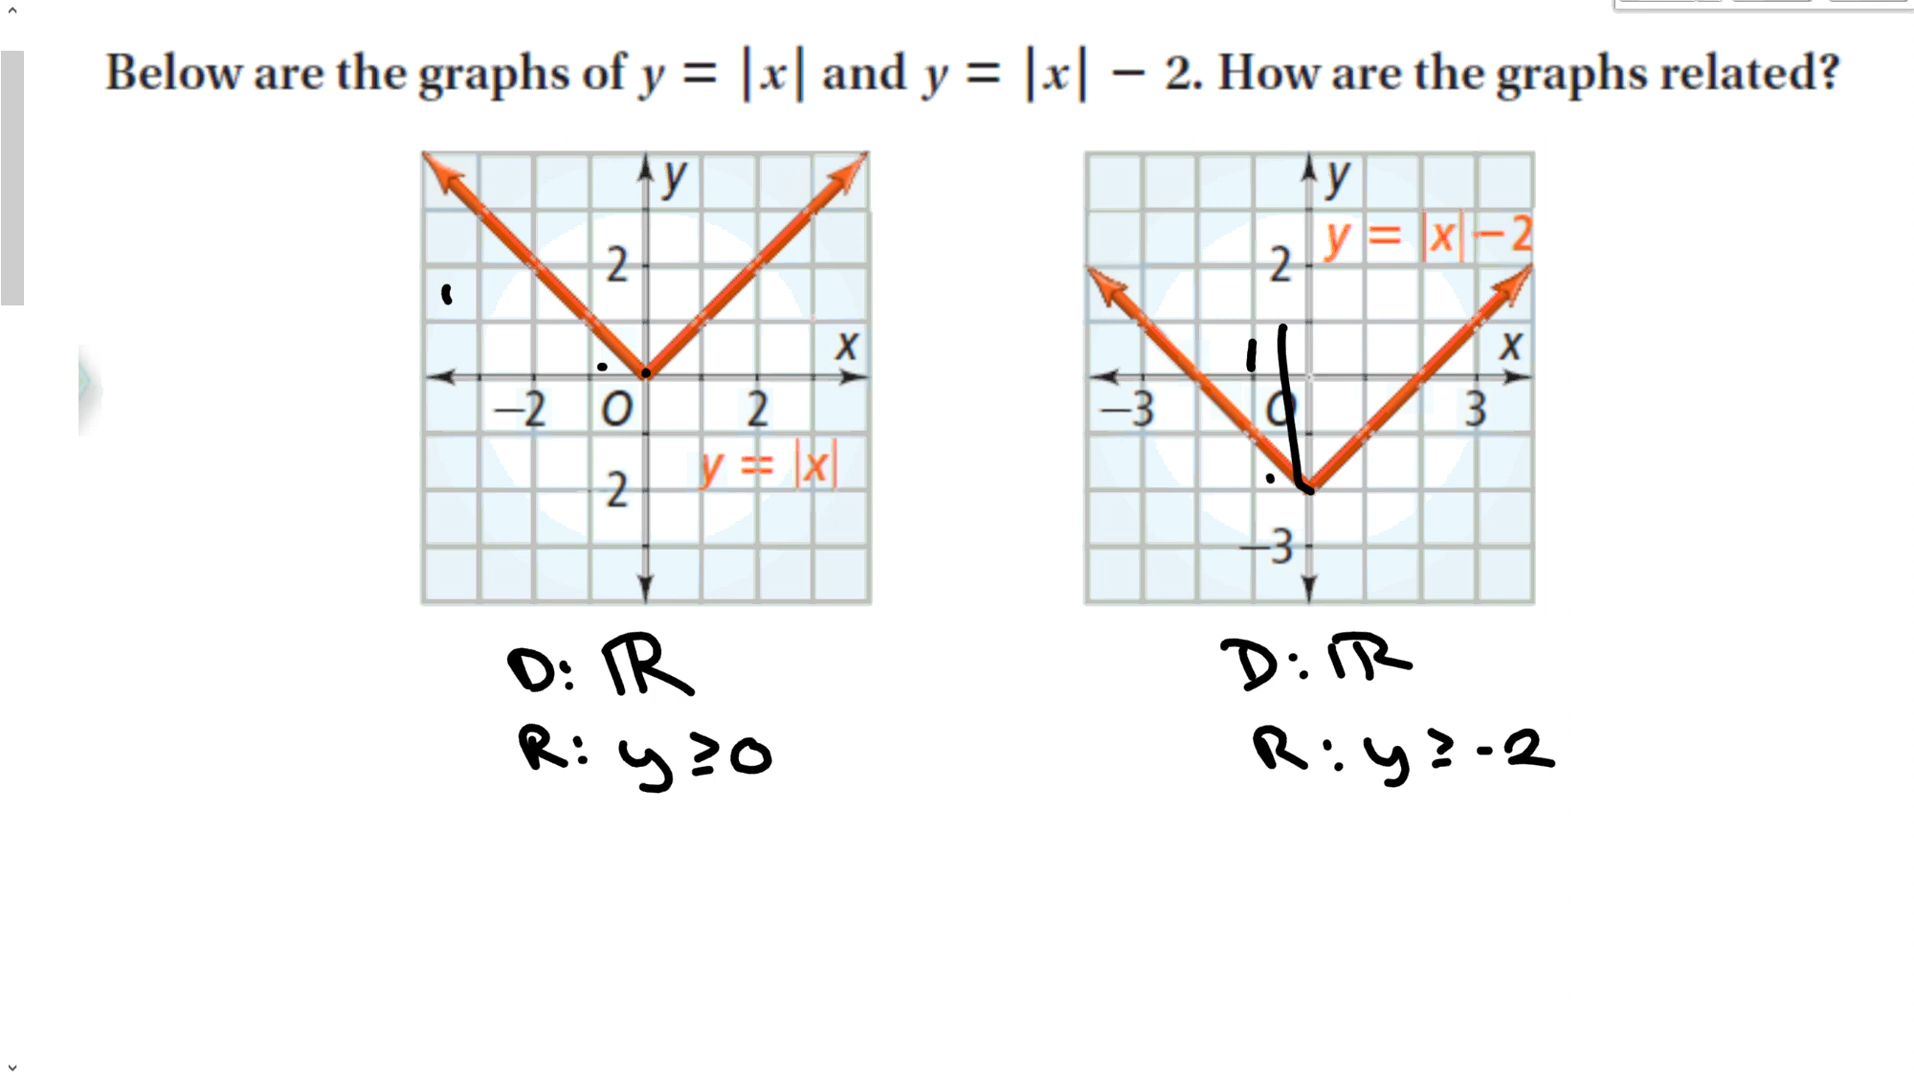 Below are the graphs of y = |x| and y = |x| − 2. How are the graphs related?
y
2
x
−2 O 2
y = |x|
2
y
y = |x| − 2
2
x
−3 O 3
−3
D: ℝ
R: y ≥ 0
D: ℝ
R: y ≥ -2